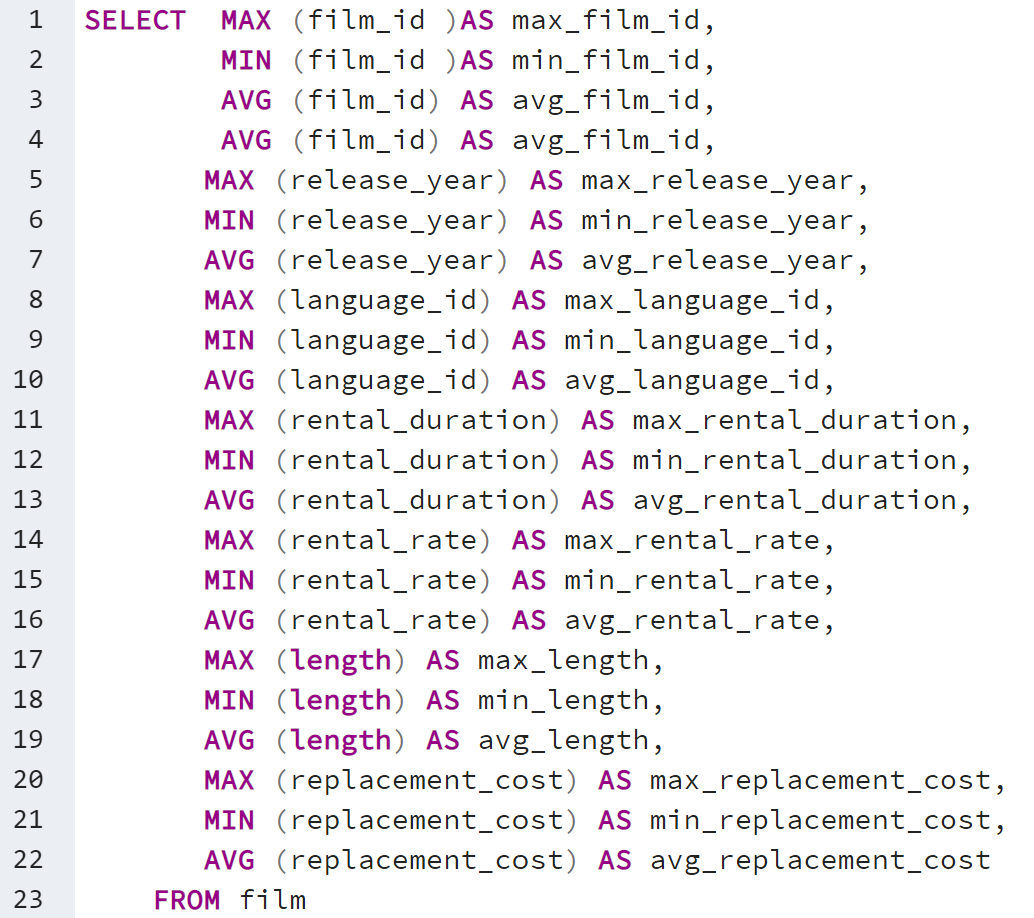 1 SELECT  MAX (film_id )AS max_film_id,
2         MIN (film_id )AS min_film_id,
3         AVG (film_id) AS avg_film_id,
4         AVG (film_id) AS avg_film_id,
5        MAX (release_year) AS max_release_year,
6        MIN (release_year) AS min_release_year,
7        AVG (release_year) AS avg_release_year,
8        MAX (language_id) AS max_language_id,
9        MIN (language_id) AS min_language_id,
10        AVG (language_id) AS avg_language_id,
11        MAX (rental_duration) AS max_rental_duration,
12        MIN (rental_duration) AS min_rental_duration,
13        AVG (rental_duration) AS avg_rental_duration,
14        MAX (rental_rate) AS max_rental_rate,
15        MIN (rental_rate) AS min_rental_rate,
16        AVG (rental_rate) AS avg_rental_rate,
17        MAX (length) AS max_length,
18        MIN (length) AS min_length,
19        AVG (length) AS avg_length,
20        MAX (replacement_cost) AS max_replacement_cost,
21        MIN (replacement_cost) AS min_replacement_cost,
22        AVG (replacement_cost) AS avg_replacement_cost
23     FROM film